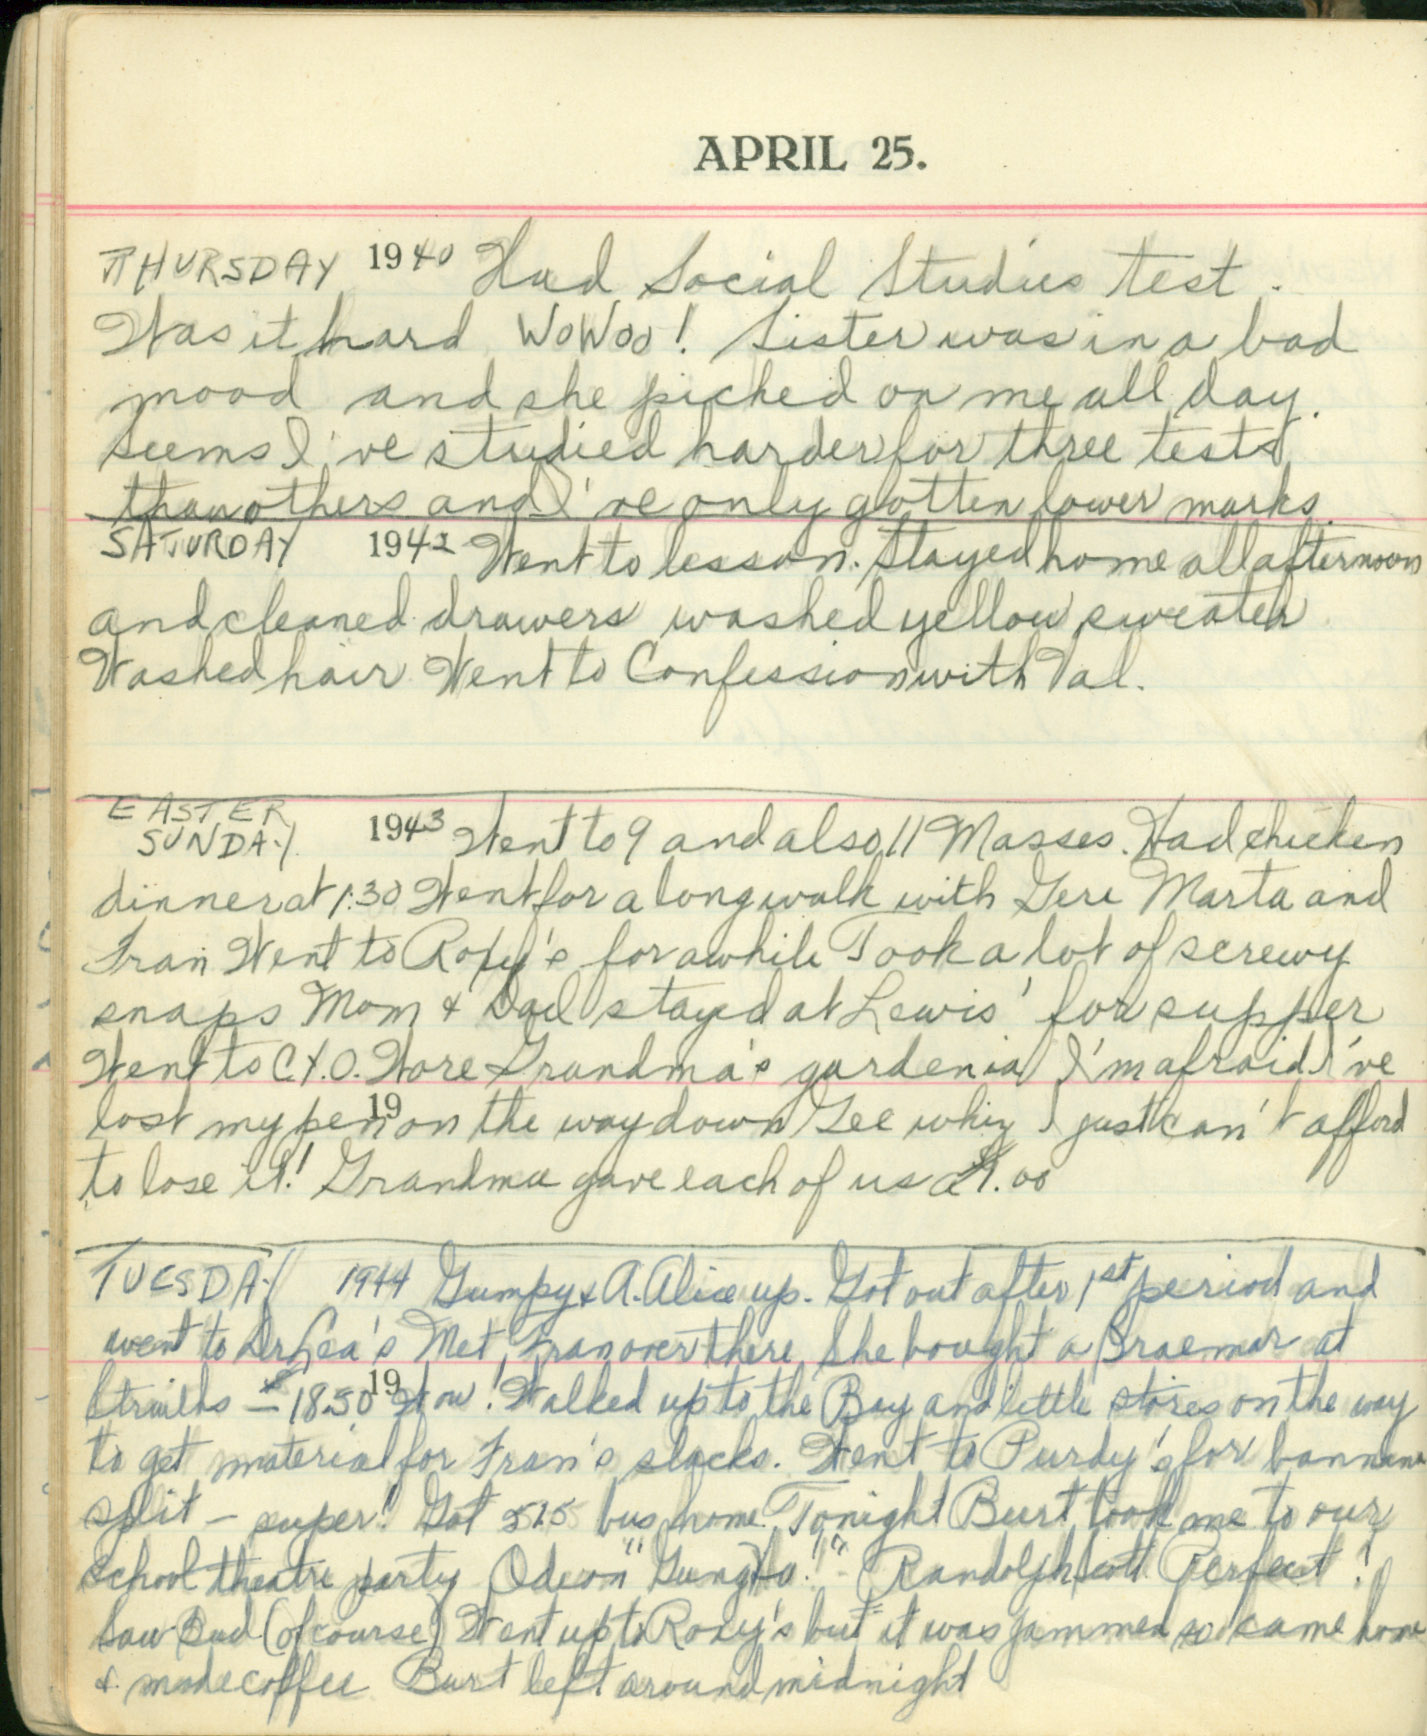 APRIL 25.
THURSDAY 1940 Had Social Studies test.
Was it hard WoWoo! Sister was in a bad
mood and she picked on me all day.
Seems I've studied harder for three tests
than others and I've only gotten lower marks.
SATURDAY 1942 Went to lesson. Stayed home all afternoon
and cleaned drawers washed yellow sweater
Washed hair Went to Confession with Val.
EASTER
SUNDAY. 1943 Went to 9 and also 11 Masses. Had chicken
dinner at 1:30 Went for a long walk with Gere Marta and
Fran Went to Roxy's for awhile Took a lot of screwy
snaps Mom & Dad stayed at Lewis' for supper
Went to C.Y.O. Wore Grandma's gardenia I'm afraid I've
19
lost my pen on the way down Gee whiz I just can't afford
to lose it! Grandma gave each of us a $1.00
TUESDAY 1944 Gumpy & A. Alice up. Got out after 1st period and
went to Dr Lea's Met Fran over there She bought a Braemar at
19
– 18.50 Wow! Walked up to the Bay and little stores on the way
to get material for Fran's slacks. Went to Purdy's for bannana
split – super! Got 515 bus home. Tonight Burt took me to our
school theatre party Odeon "Gung Ho!" Randolph Scott Perfect!
Saw Bud (of course) Went up to Roxy's but it was jammed so came home
& made coffee Burt left around midnight